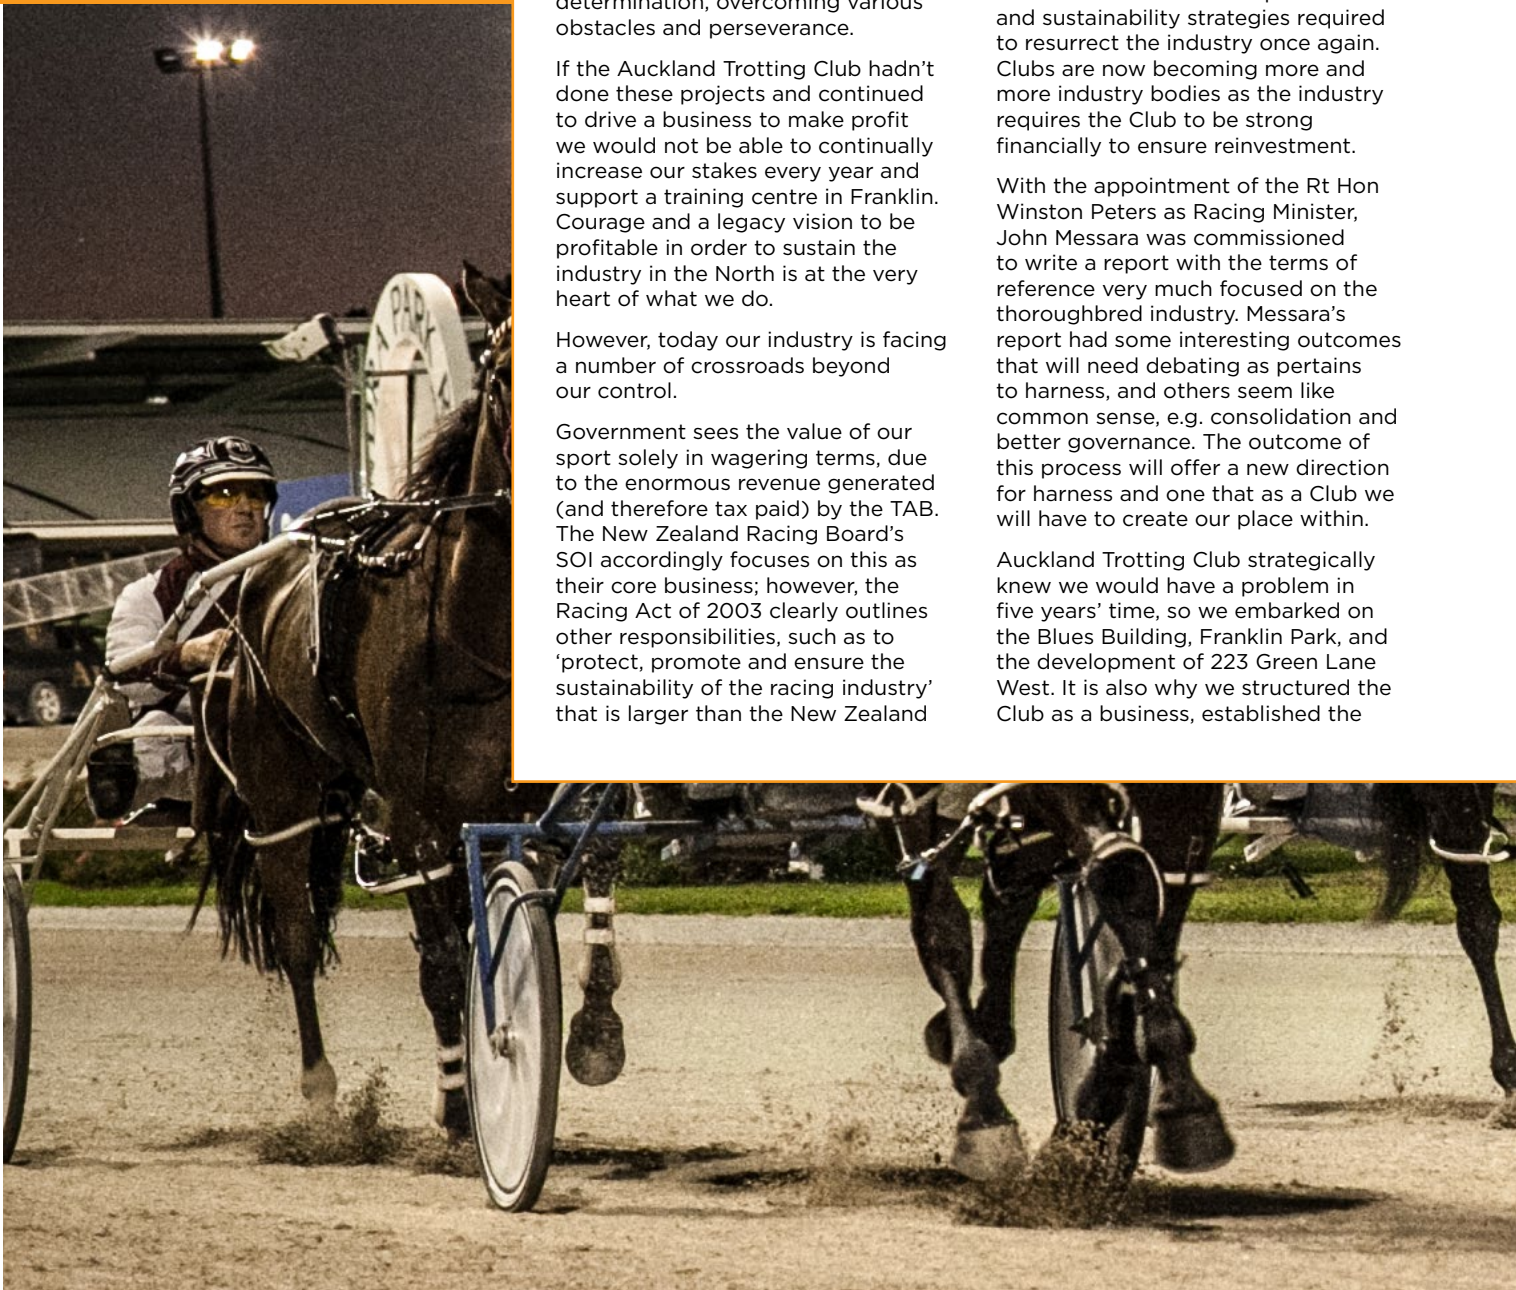 PARK
determination, overcoming various
obstacles and perseverance.
If the Auckland Trotting Club hadn’t
done these projects and continued
to drive a business to make profit
we would not be able to continually
increase our stakes every year and
support a training centre in Franklin.
Courage and a legacy vision to be
profitable in order to sustain the
industry in the North is at the very
heart of what we do.
However, today our industry is facing
a number of crossroads beyond
our control.
Government sees the value of our
sport solely in wagering terms, due
to the enormous revenue generated
(and therefore tax paid) by the TAB.
The New Zealand Racing Board’s
SOI accordingly focuses on this as
their core business; however, the
Racing Act of 2003 clearly outlines
other responsibilities, such as to
‘protect, promote and ensure the
sustainability of the racing industry’
that is larger than the New Zealand
and sustainability strategies required
to resurrect the industry once again.
Clubs are now becoming more and
more industry bodies as the industry
requires the Club to be strong
financially to ensure reinvestment.
With the appointment of the Rt Hon
Winston Peters as Racing Minister,
John Messara was commissioned
to write a report with the terms of
reference very much focused on the
thoroughbred industry. Messara’s
report had some interesting outcomes
that will need debating as pertains
to harness, and others seem like
common sense, e.g. consolidation and
better governance. The outcome of
this process will offer a new direction
for harness and one that as a Club we
will have to create our place within.
Auckland Trotting Club strategically
knew we would have a problem in
five years’ time, so we embarked on
the Blues Building, Franklin Park, and
the development of 223 Green Lane
West. It is also why we structured the
Club as a business, established the